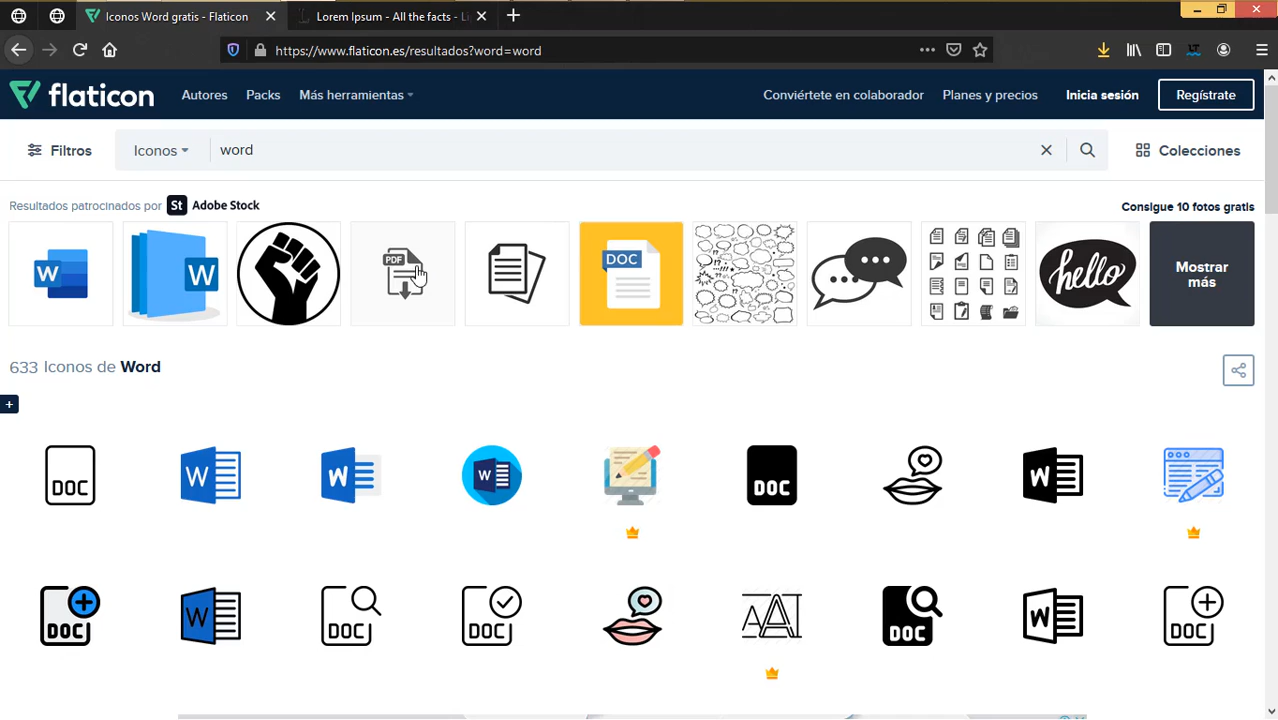 Iconos Word gratis - Flaticon
Lorem Ipsum - All the facts - Li
https://www.flaticon.es/resultados?word=word
flaticon
Autores
Packs
Más herramientas
Conviértete en colaborador
Planes y precios
Inicia sesión
Regístrate
Filtros
Iconos
word
Colecciones
Resultados patrocinados por St Adobe Stock
Consigue 10 fotos gratis
W
W
PDF
DOC
hello
Mostrar
más
633 Iconos de Word
DOC
W
W
W
DOC
W
DOC
W
DOC
DOC
AAI
DOC
W
DOC